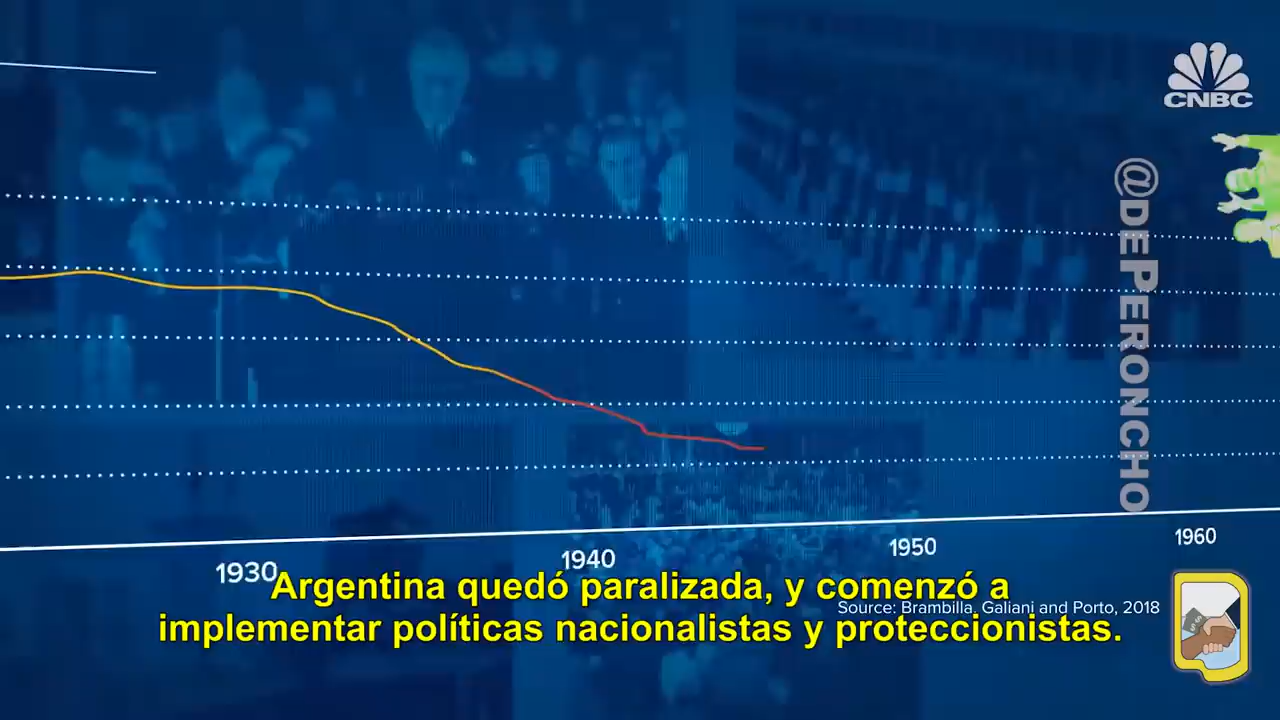 CNBC
@DEPERONCHO
1930
1940
1950
1960
Argentina quedó paralizada, y comenzó a
implementar políticas nacionalistas y proteccionistas.
Source: Brambilla, Galiani and Porto, 2018